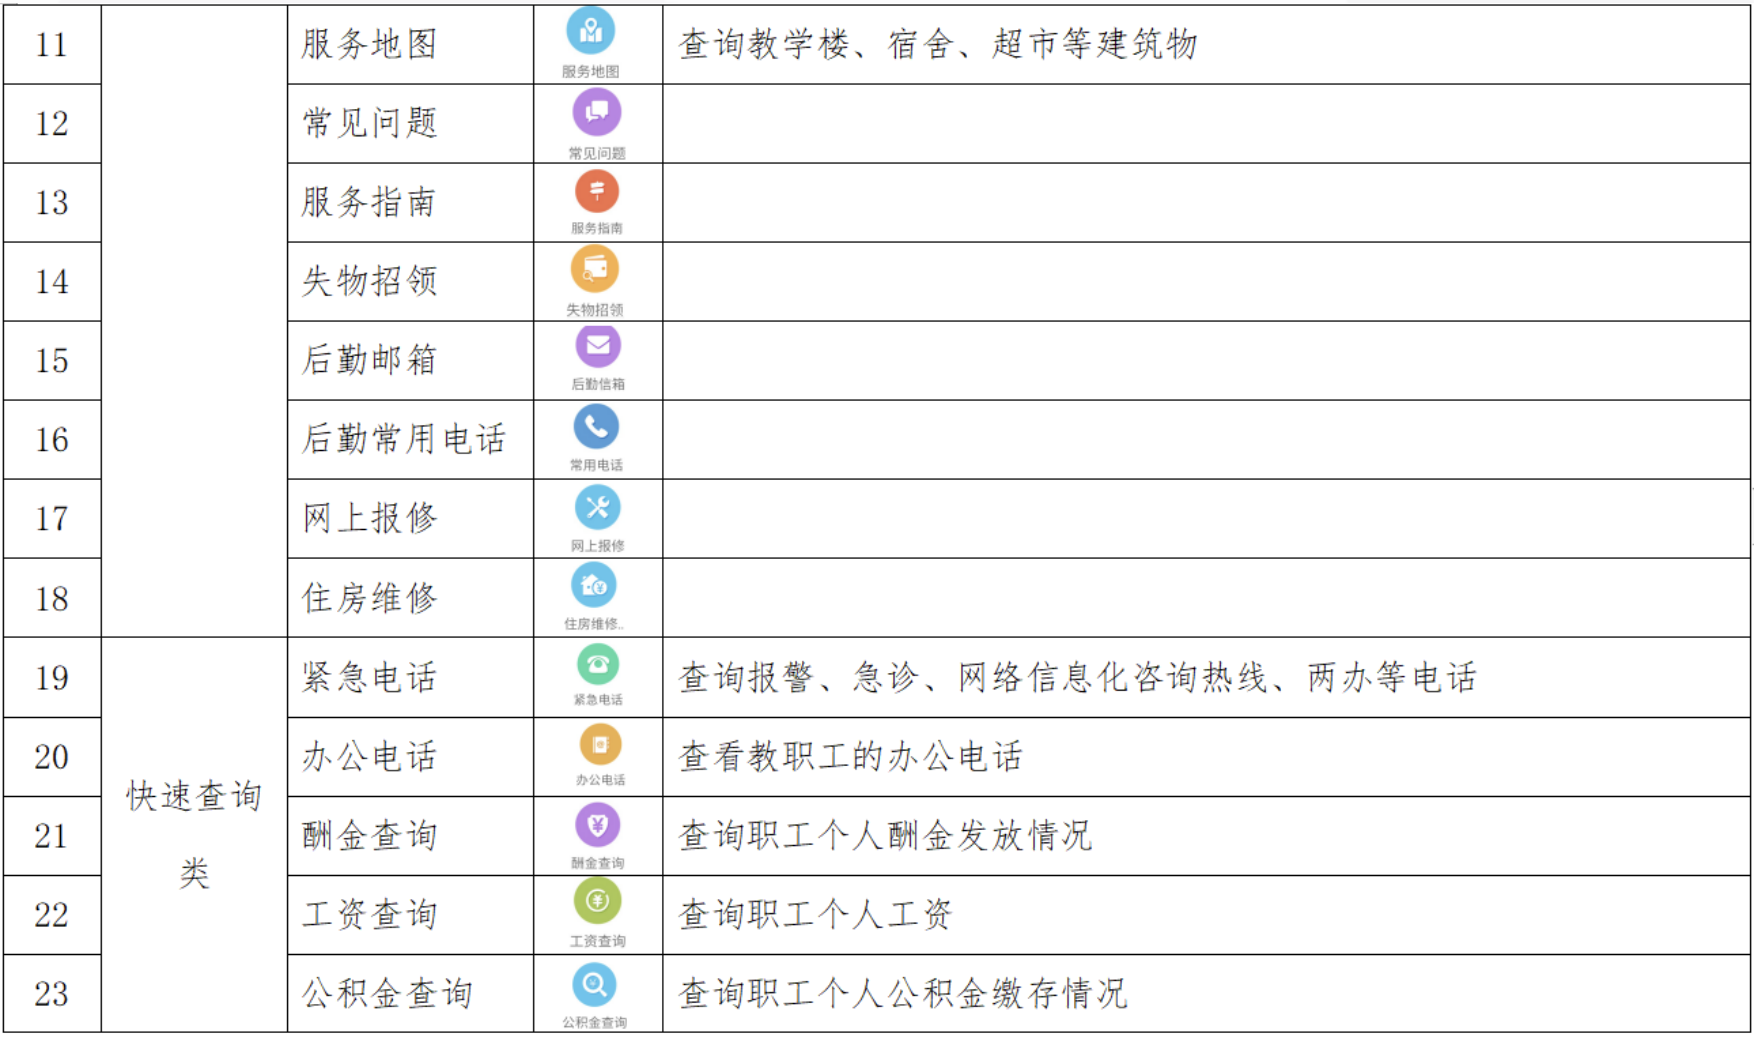 11 服务地图 服务地图 查询教学楼、宿舍、超市等建筑物
12 常见问题 常见问题
13 服务指南 服务指南
14 失物招领 失物招领
15 后勤邮箱 后勤信箱
16 后勤常用电话 常用电话
17 网上报修 网上报修
18 住房维修 住房维修..
快速查询
类
19 紧急电话 紧急电话 查询报警、急诊、网络信息化咨询热线、两办等电话
20 办公电话 办公电话 查看教职工的办公电话
21 酬金查询 酬金查询 查询职工个人酬金发放情况
22 工资查询 工资查询 查询职工个人工资
23 公积金查询 公积金查询 查询职工个人公积金缴存情况